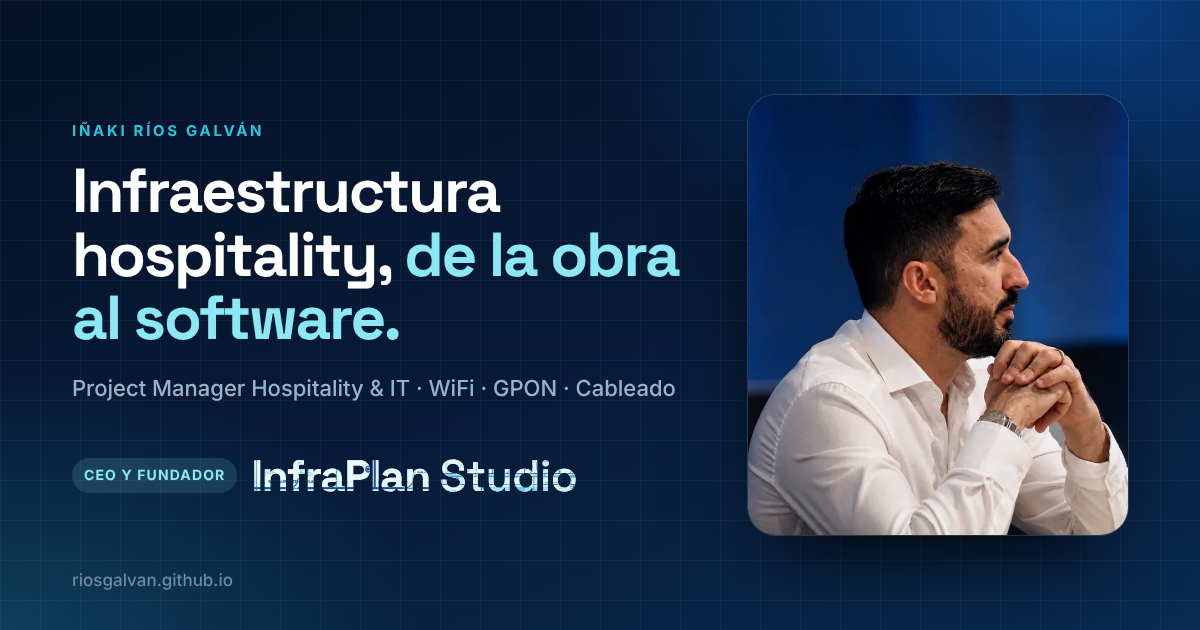 IÑAKI RÍOS GALVÁN
Infraestructura
hospitality, de la obra
al software.
Project Manager Hospitality & IT · WiFi · GPON · Cableado
CEO Y FUNDADOR
InfraPlan Studio
riosgalvan.github.io